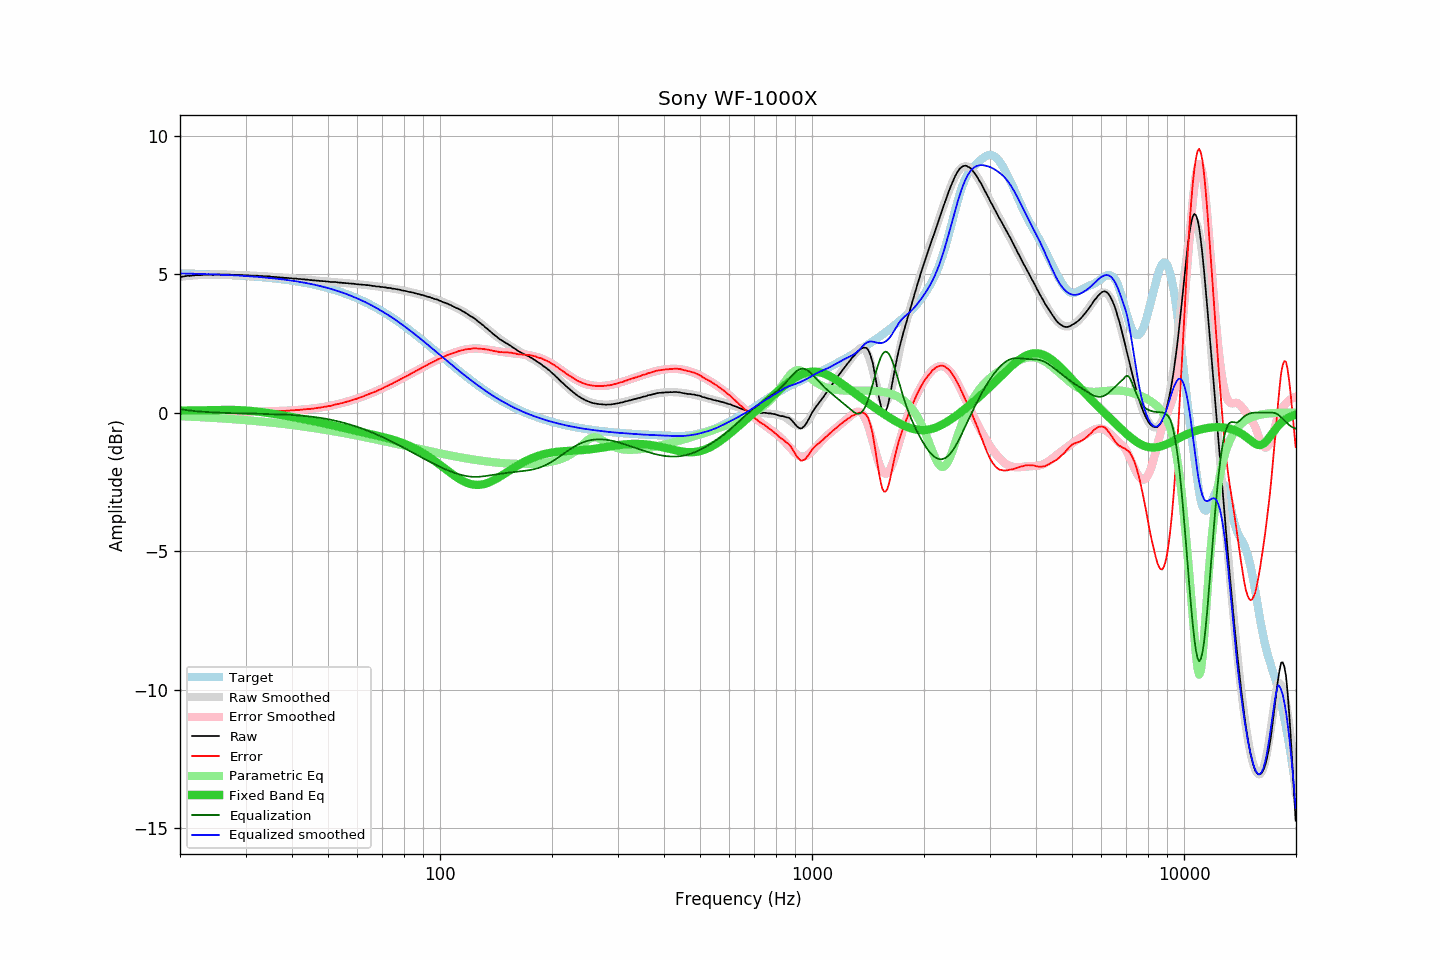 Sony WF-1000X
10
5
0
−5
−10
−15
Amplitude (dBr)
Target
Raw Smoothed
Error Smoothed
Raw
Error
Parametric Eq
Fixed Band Eq
Equalization
Equalized smoothed
100
1000
10000
Frequency (Hz)